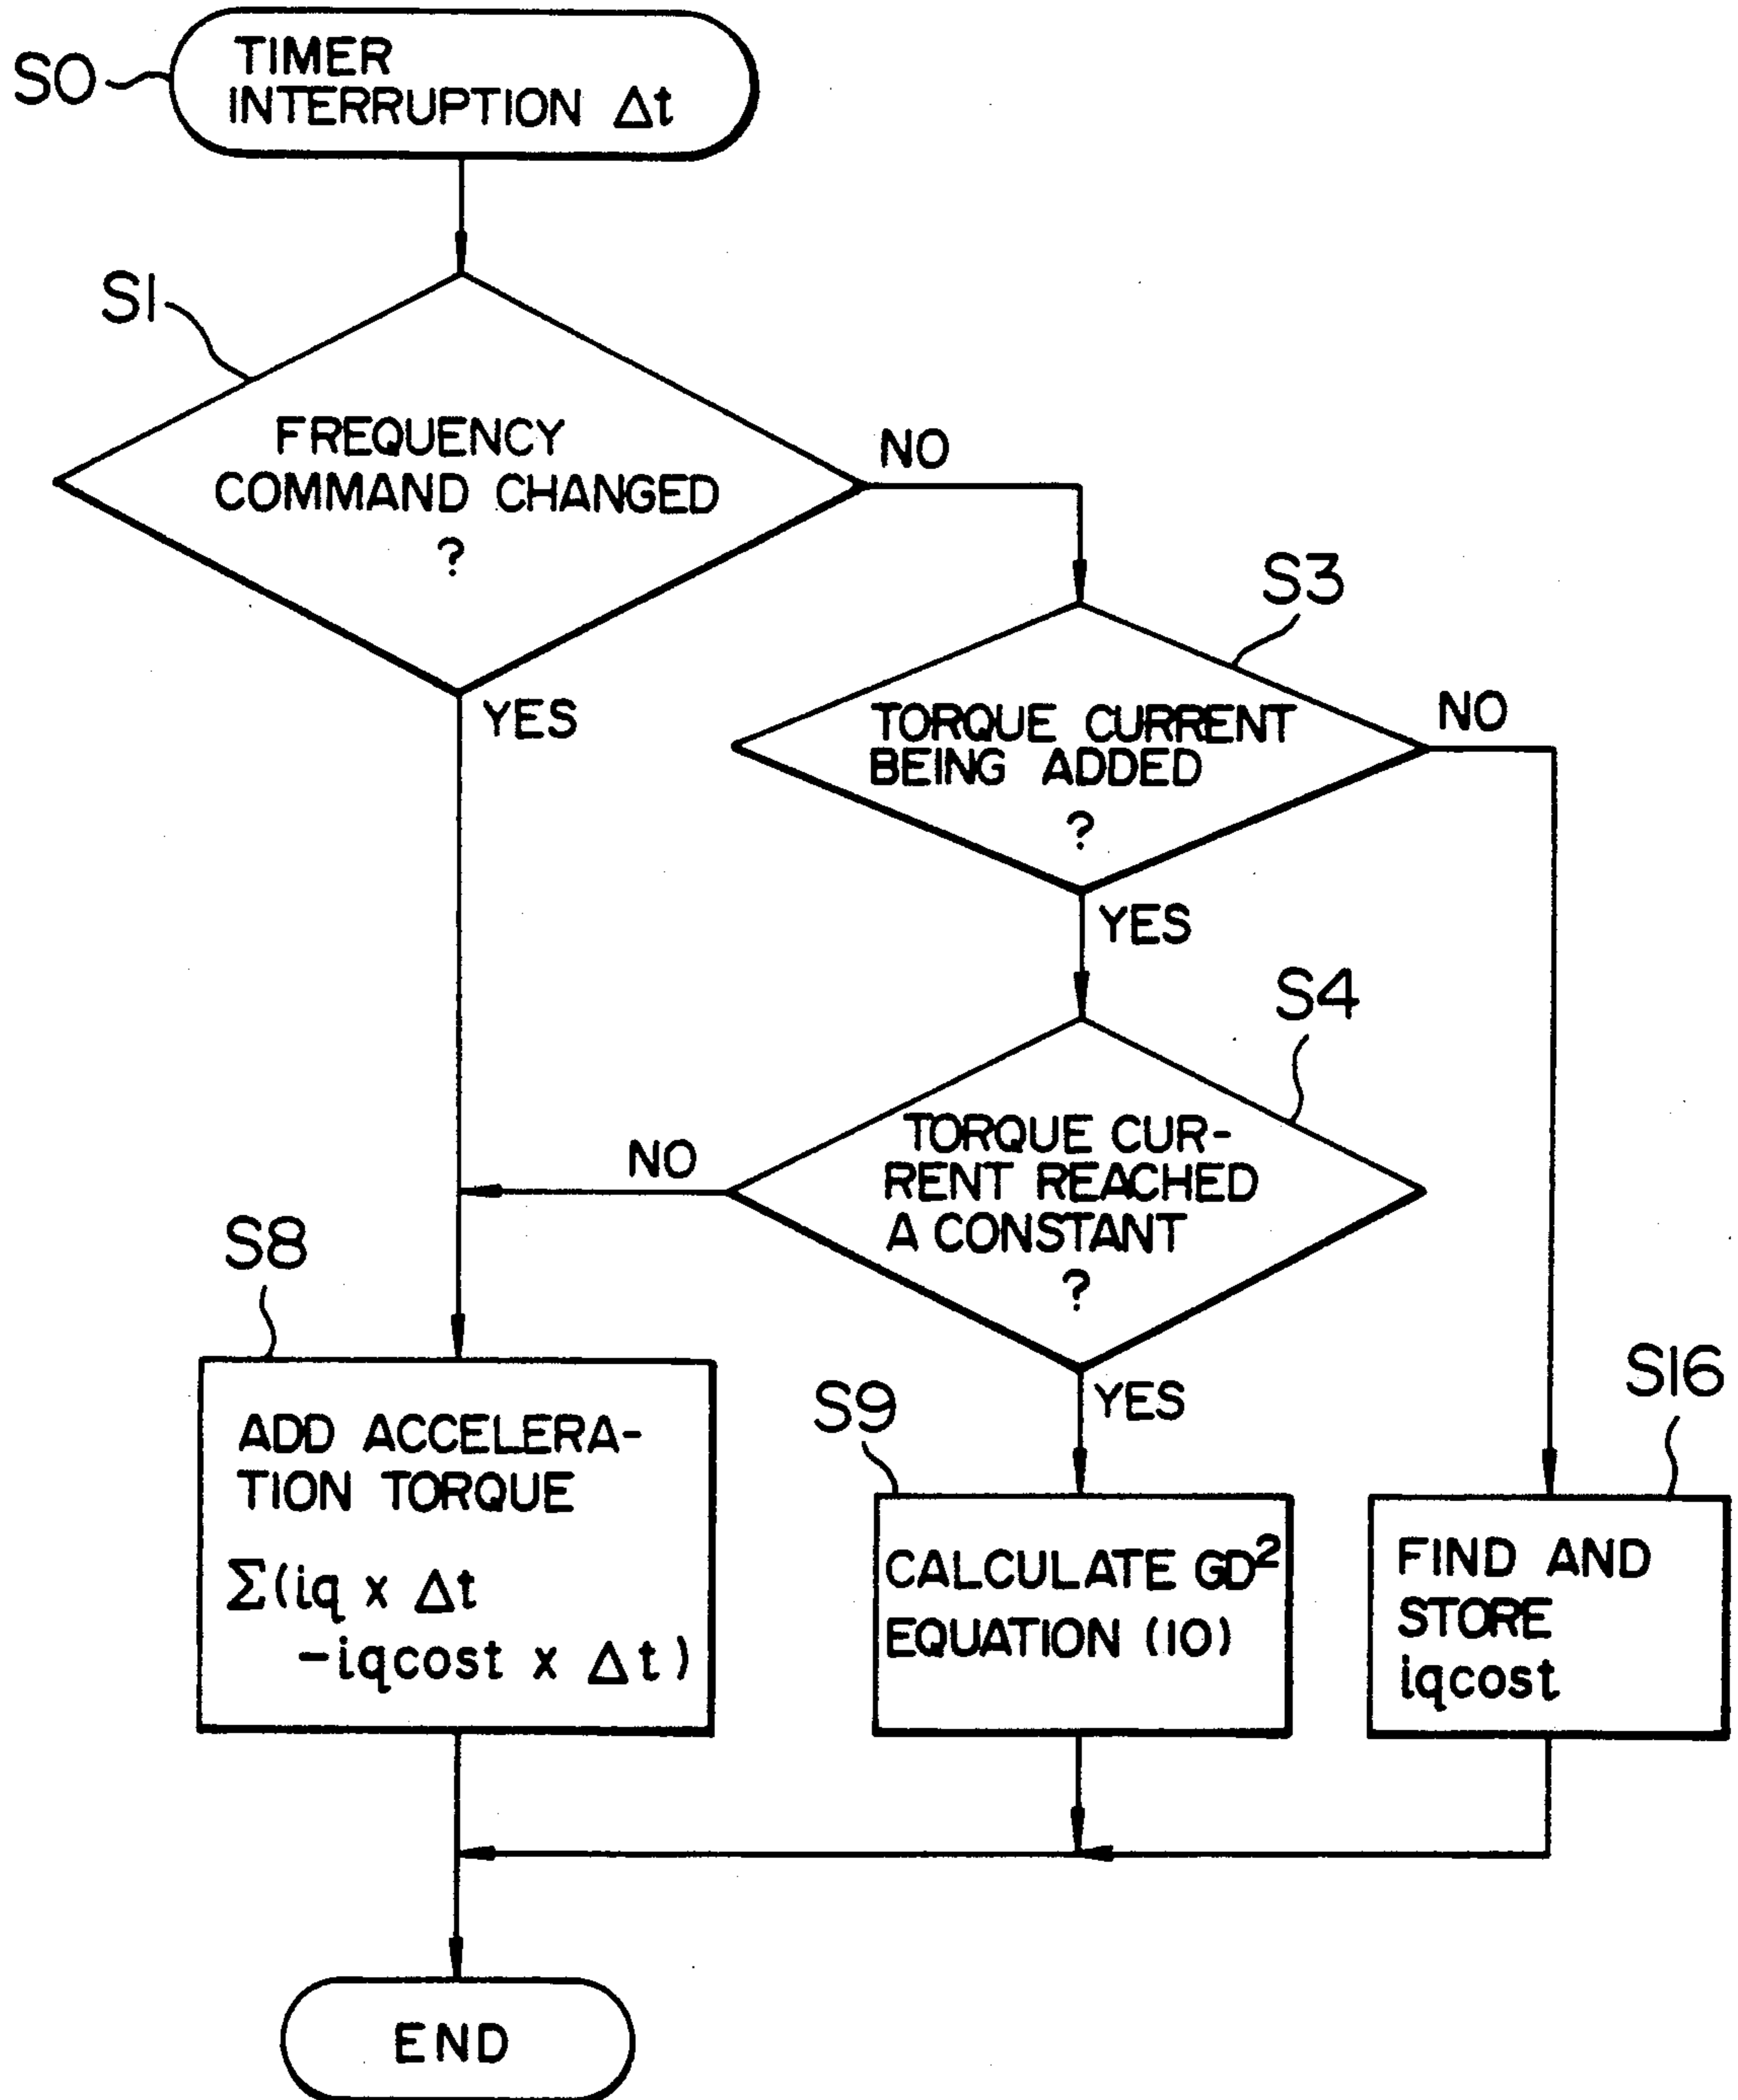 S0
TIMER
INTERRUPTION Δt
S1
FREQUENCY
COMMAND CHANGED
?
NO
YES
S3
TORQUE CURRENT
BEING ADDED
?
NO
YES
S4
TORQUE CUR-
RENT REACHED
A CONSTANT
?
NO
YES
S8
ADD ACCELERA-
TION TORQUE
Σ(iq x Δt
-iqcost x Δt)
S9
CALCULATE GD²
EQUATION (10)
S16
FIND AND
STORE
iqcost
END